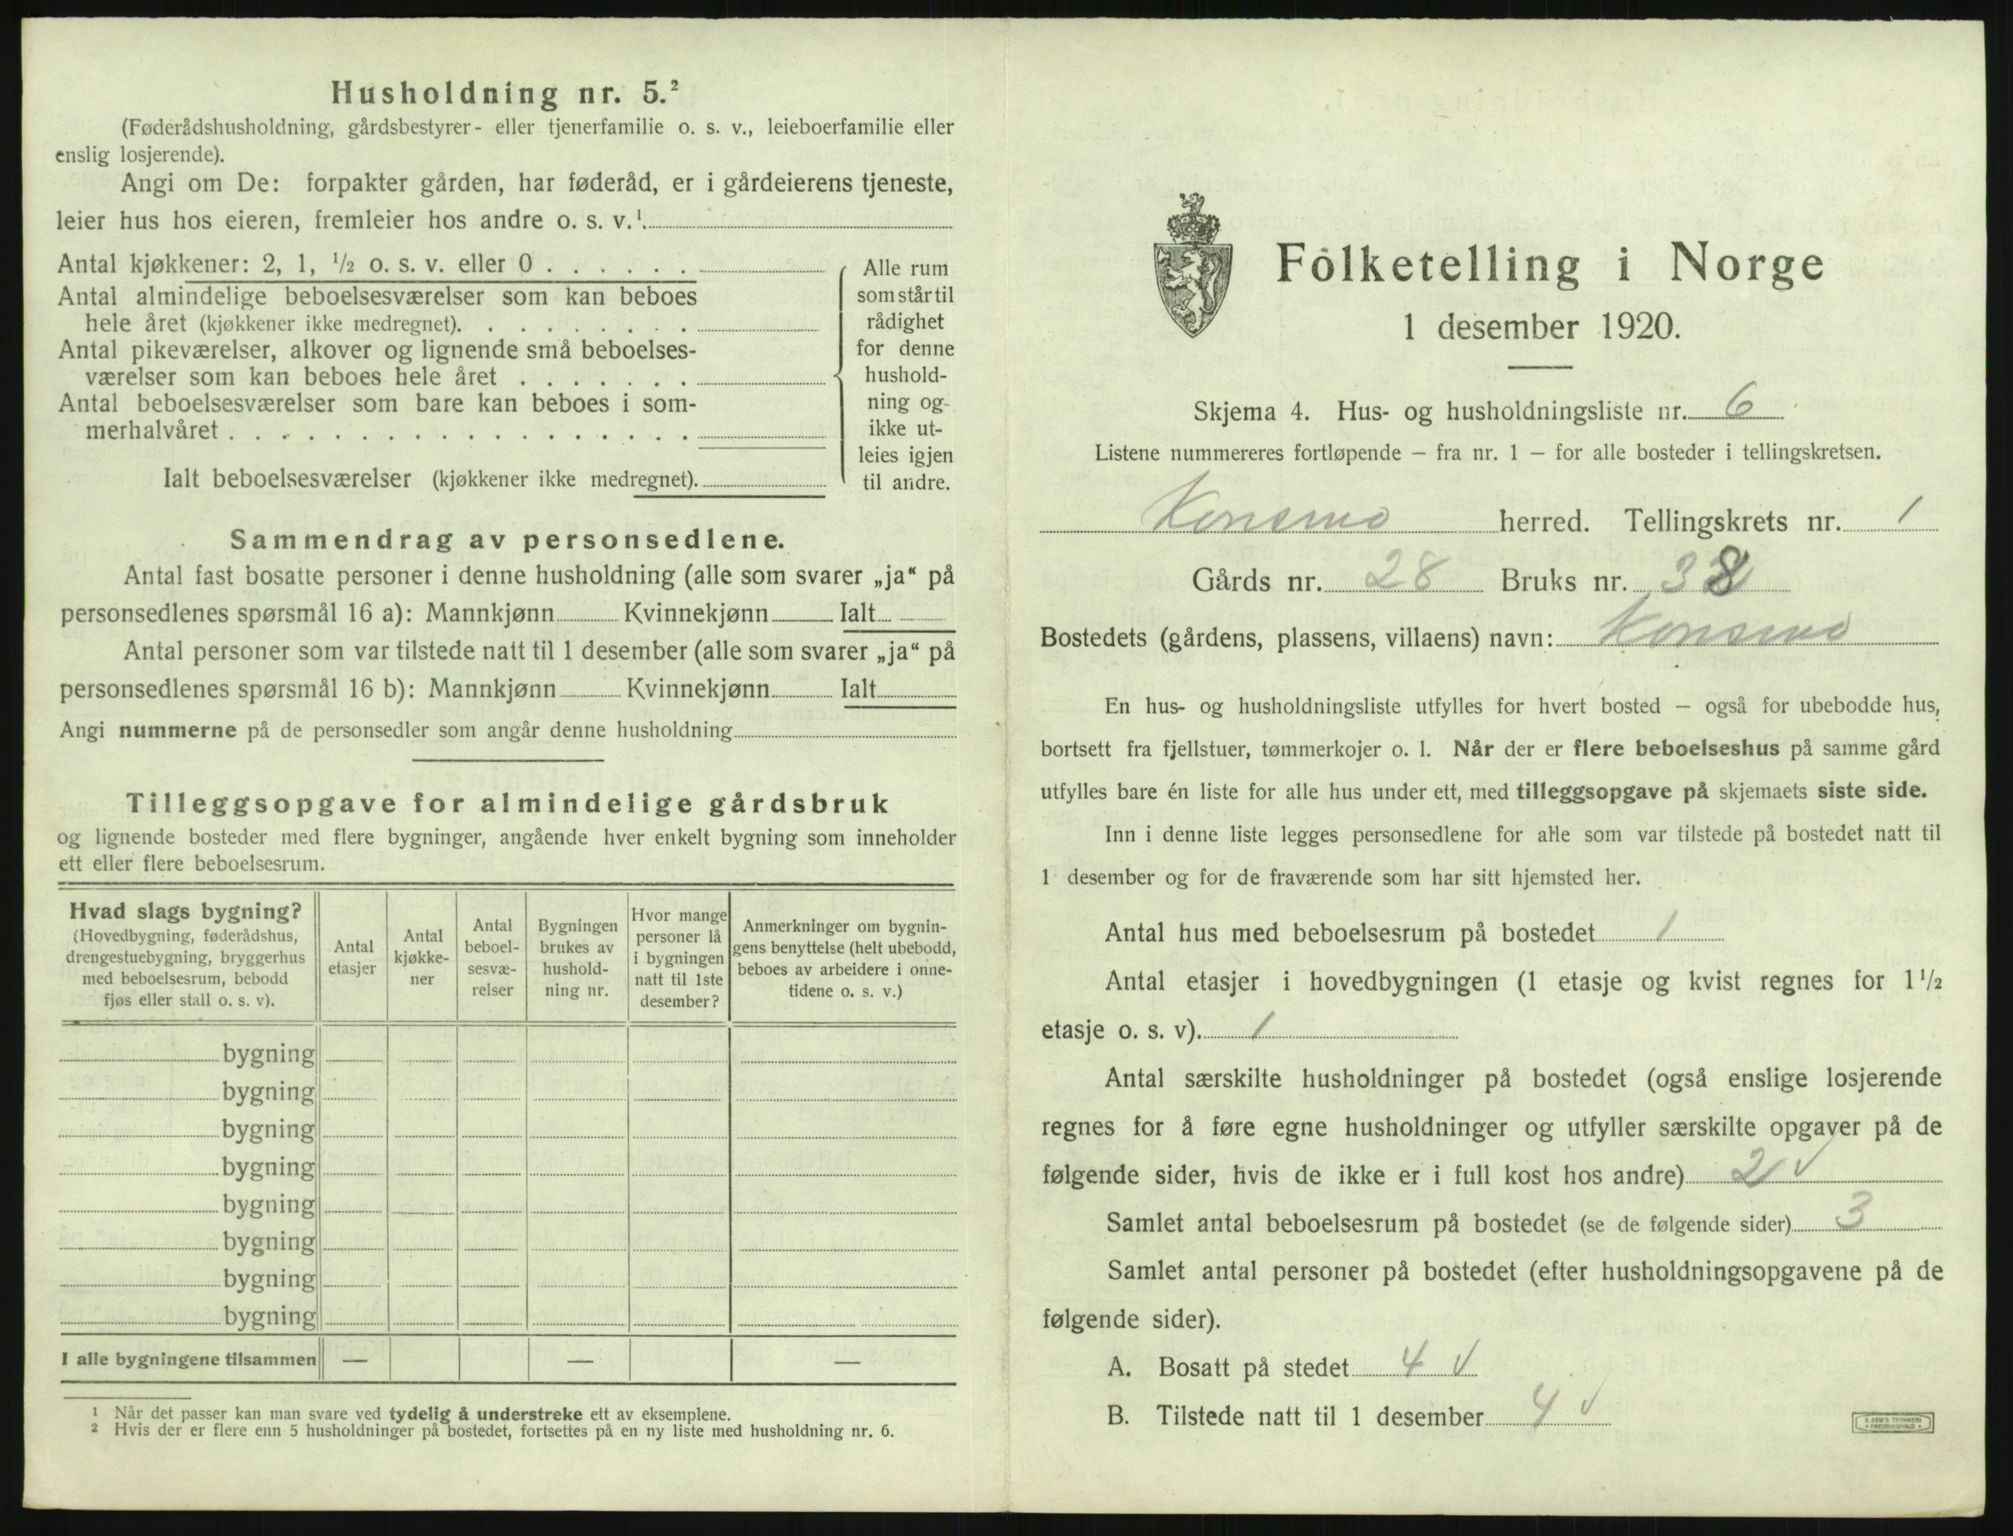 Husholdning nr. 5.²
(Føderådshusholdning, gårdsbestyrer- eller tjenerfamilie o. s. v., leieboerfamilie eller
enslig losjerende).
Angi om De: forpakter gården, har føderåd, er i gårdeierens tjeneste,
leier hus hos eieren, fremleier hos andre o. s. v.¹
Antal kjøkkener: 2, 1, ½ o. s. v. eller 0
Antal almindelige beboelsesværelser som kan beboes
hele året (kjøkkener ikke medregnet).
Antal pikeværelser, alkover og lignende små beboelses-
værelser som kan beboes hele året
Antal beboelsesværelser som bare kan beboes i som-
merhalvåret
Ialt beboelsesværelser (kjøkkener ikke medregnet).
Alle rum
som står til
rådighet
for denne
hushold-
ning og
ikke ut-
leies igjen
til andre.
Sammendrag av personsedlene.
Antal fast bosatte personer i denne husholdning (alle som svarer „ja“ på
personsedlenes spørsmål 16 a): Mannkjønn Kvinnekjønn Ialt
Antal personer som var tilstede natt til 1 desember (alle som svarer „ja“ på
personsedlenes spørsmål 16 b): Mannkjønn Kvinnekjønn Ialt
Angi nummerne på de personsedler som angår denne husholdning
Tilleggsopgave for almindelige gårdsbruk
og lignende bosteder med flere bygninger, angående hver enkelt bygning som inneholder
ett eller flere beboelsesrum.
Hvad slags bygning?
(Hovedbygning, føderådshus,
drengestuebygning, bryggerhus
med beboelsesrum, bebodd
fjøs eller stall o. s. v).
Antal
etasjer
Antal
kjøkke-
ner
Antal
beboel-
sesvæ-
relser
Bygningen
brukes av
hushold-
ning nr.
Hvor mange
personer lå
i bygningen
natt til 1ste
desember?
Anmerkninger om bygnin-
gens benyttelse (helt ubebodd,
beboes av arbeidere i onne-
tidene o. s. v.)
bygning
bygning
bygning
bygning
bygning
bygning
bygning
bygning
I alle bygningene tilsammen — — —
¹ Når det passer kan man svare ved tydelig å understreke ett av eksemplene.
² Hvis der er flere enn 5 husholdninger på bostedet, fortsettes på en ny liste med husholdning nr. 6.
Folketelling i Norge
1 desember 1920.
Skjema 4. Hus- og husholdningsliste nr. 6
Listene nummereres fortløpende — fra nr. 1 — for alle bosteder i tellingskretsen.
Konsmo herred. Tellingskrets nr. 1
Gårds nr. 28 Bruks nr. 38
Bostedets (gårdens, plassens, villaens) navn: Konsmo
En hus- og husholdningsliste utfylles for hvert bosted — også for ubebodde hus,
bortsett fra fjellstuer, tømmerkojer o. l. Når der er flere beboelseshus på samme gård
utfylles bare én liste for alle hus under ett, med tilleggsopgave på skjemaets siste side.
Inn i denne liste legges personsedlene for alle som var tilstede på bostedet natt til
1 desember og for de fraværende som har sitt hjemsted her.
Antal hus med beboelsesrum på bostedet 1
Antal etasjer i hovedbygningen (1 etasje og kvist regnes for 1½
etasje o. s. v). 1
Antal særskilte husholdninger på bostedet (også enslige losjerende
regnes for å føre egne husholdninger og utfyller særskilte opgaver på de
følgende sider, hvis de ikke er i full kost hos andre) 2 √
Samlet antal beboelsesrum på bostedet (se de følgende sider) 3
Samlet antal personer på bostedet (efter husholdningsopgavene på de
følgende sider).
A. Bosatt på stedet 4 √
B. Tilstede natt til 1 desember 4 √